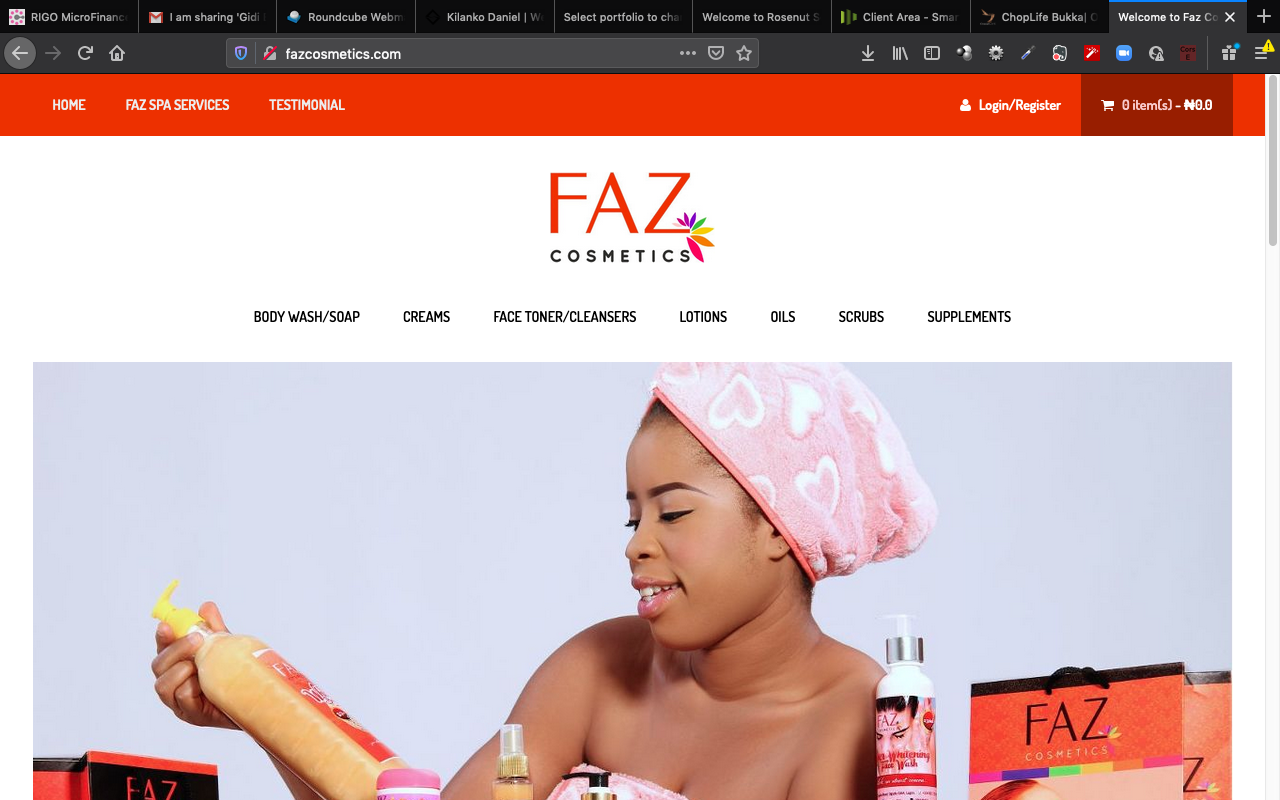 RIGO MicroFinanc
I am sharing 'Gidi
Roundcube Webm
Kilanko Daniel | W
Select portfolio to cha
Welcome to Rosenut S
Client Area - Smar
ChopLife Bukka| O
Welcome to Faz Co
fazcosmetics.com
HOME FAZ SPA SERVICES TESTIMONIAL Login/Register 0 item(s) - ₦0.0
FAZ
COSMETICS
BODY WASH/SOAP CREAMS FACE TONER/CLEANSERS LOTIONS OILS SCRUBS SUPPLEMENTS
FAZ
COSMETICS
FAZ
Face Wash
FAZ